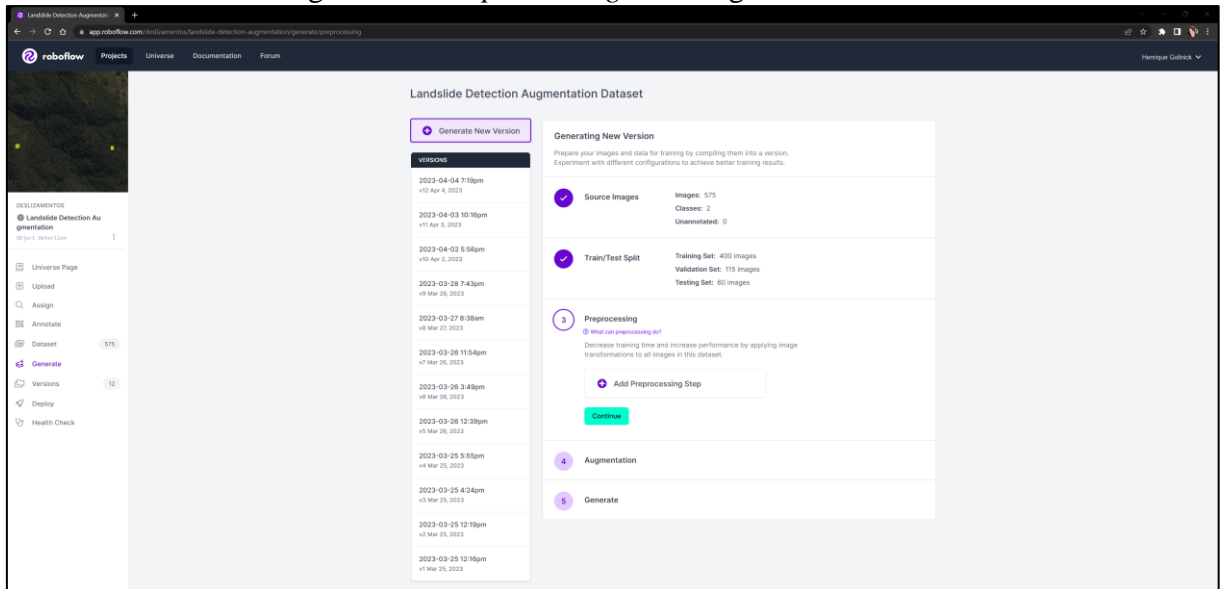 Landslide Detection Augmentati
app.roboflow.com/deslizamentos/landslide-detection-augmentation/generate/preprocessing
roboflow
Projects
Universe
Documentation
Forum
Henrique Gollnick
DESLIZAMENTOS
Landslide Detection Au
gmentation
Object Detection
Universe Page
Upload
Assign
Annotate
Dataset 575
Generate
Versions 12
Deploy
Health Check
Landslide Detection Augmentation Dataset
Generate New Version
VERSIONS
2023-04-04 7:19pm
v12 Apr 4, 2023
2023-04-03 10:16pm
v11 Apr 3, 2023
2023-04-02 5:56pm
v10 Apr 2, 2023
2023-03-28 7:43pm
v9 Mar 28, 2023
2023-03-27 8:38am
v8 Mar 27, 2023
2023-03-26 11:54pm
v7 Mar 26, 2023
2023-03-26 3:49pm
v6 Mar 26, 2023
2023-03-26 12:39pm
v5 Mar 26, 2023
2023-03-25 5:55pm
v4 Mar 25, 2023
2023-03-25 4:24pm
v3 Mar 25, 2023
2023-03-25 12:19pm
v2 Mar 25, 2023
2023-03-25 12:16pm
v1 Mar 25, 2023
Generating New Version
Prepare your images and data for training by compiling them into a version.
Experiment with different configurations to achieve better training results.
Source Images
Images: 575
Classes: 2
Unannotated: 0
Train/Test Split
Training Set: 400 images
Validation Set: 115 images
Testing Set: 60 images
3 Preprocessing
What can preprocessing do?
Decrease training time and increase performance by applying image
transformations to all images in this dataset.
Add Preprocessing Step
Continue
4 Augmentation
5 Generate